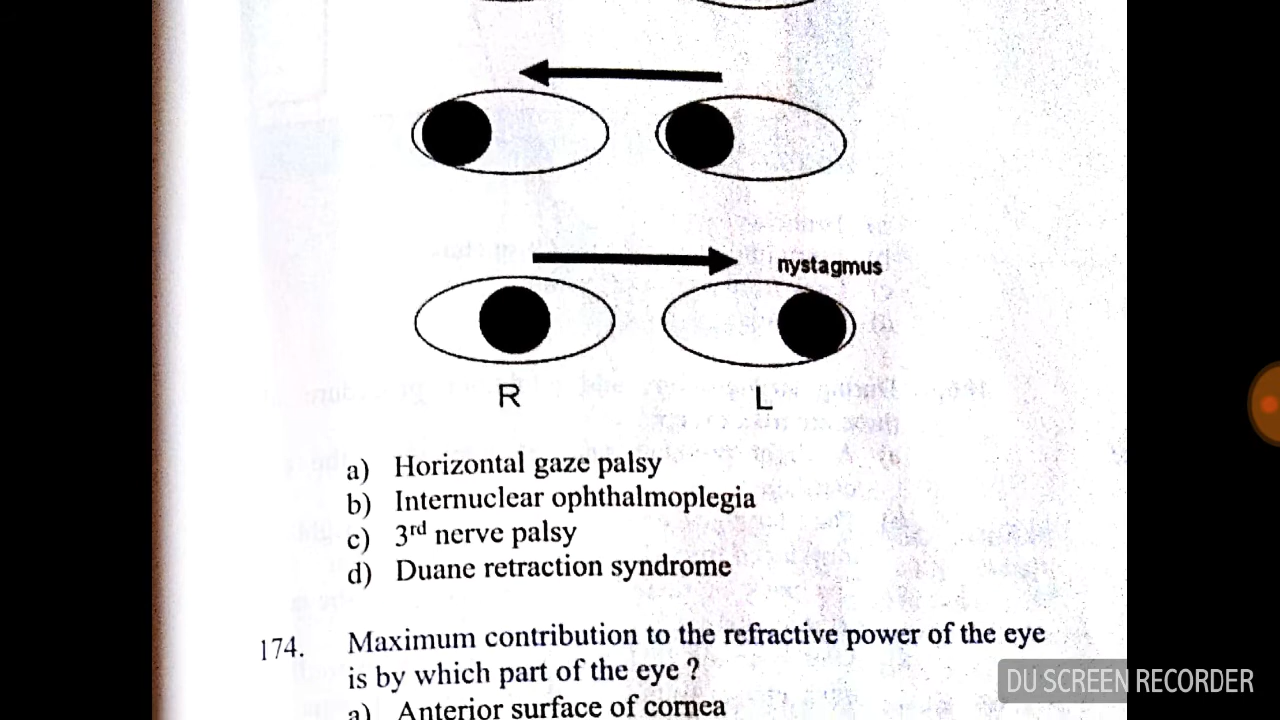 nystagmus
R L
a) Horizontal gaze palsy
b) Internuclear ophthalmoplegia
c) 3rd nerve palsy
d) Duane retraction syndrome
174. Maximum contribution to the refractive power of the eye
is by which part of the eye ?
a) Anterior surface of cornea
DU SCREEN RECORDER